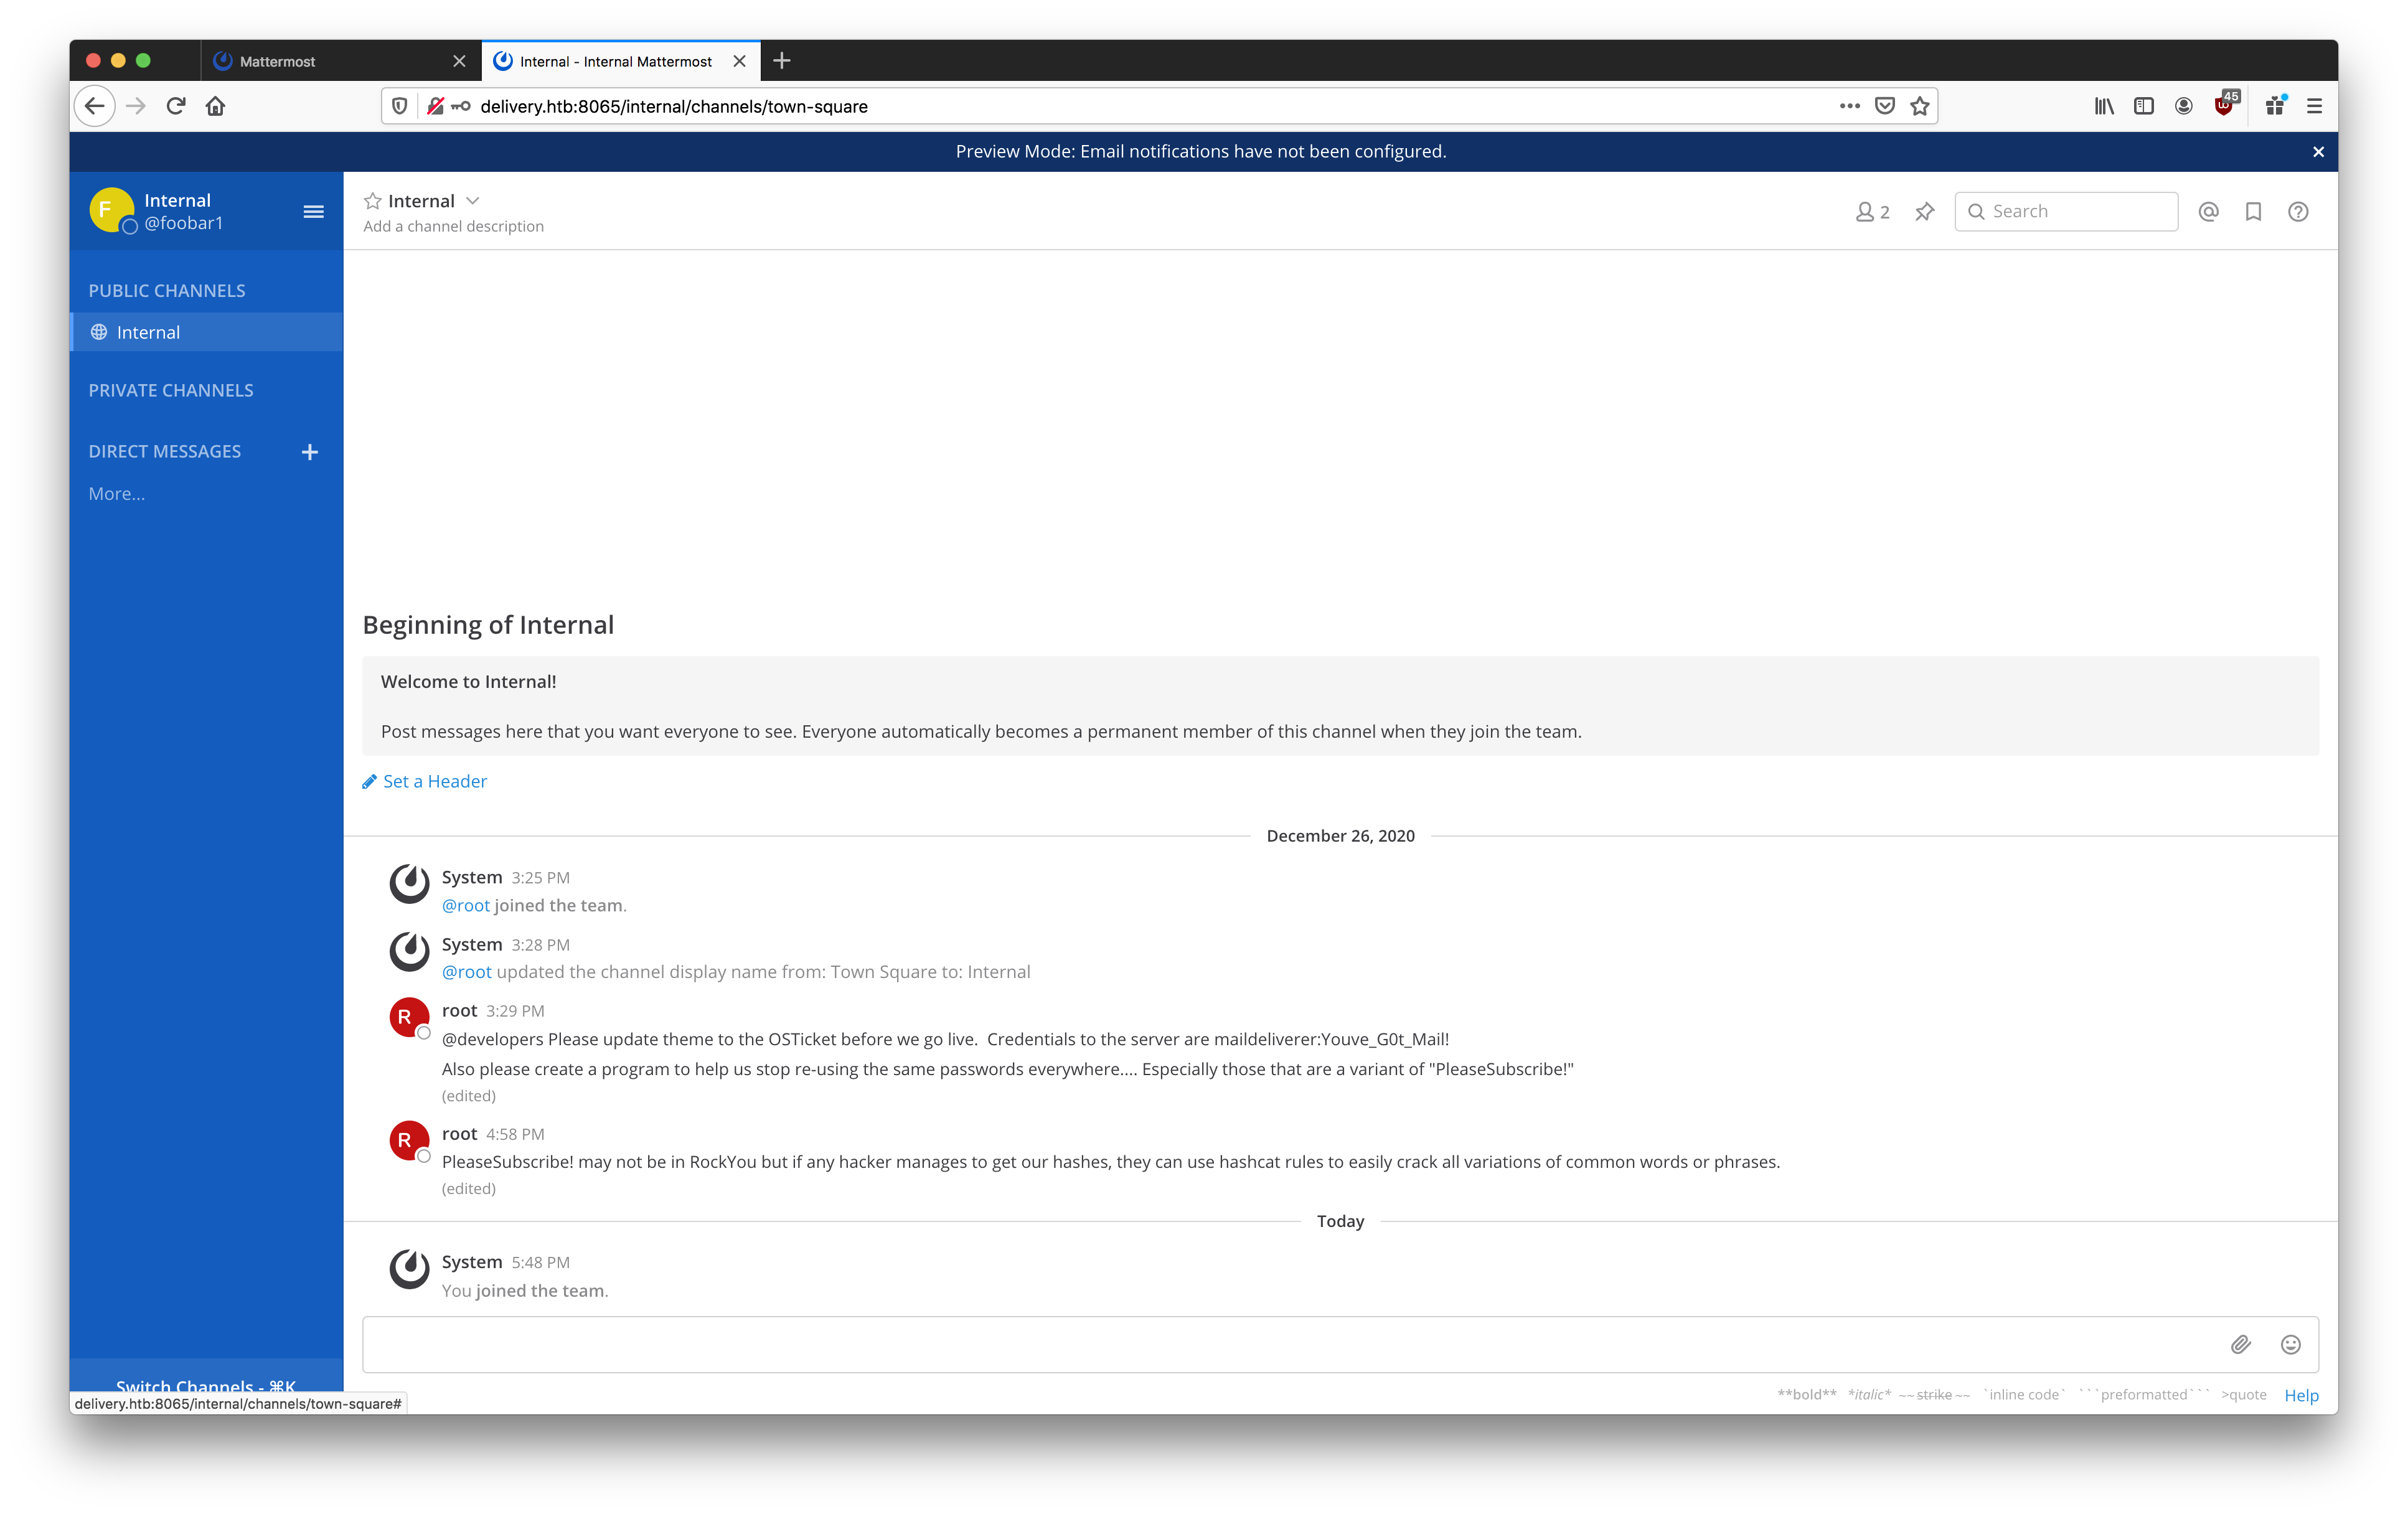 Mattermost
Internal - Internal Mattermost
delivery.htb:8065/internal/channels/town-square
45
Preview Mode: Email notifications have not been configured.
F
Internal
@foobar1
Internal
Add a channel description
2
Search
PUBLIC CHANNELS
Internal
PRIVATE CHANNELS
DIRECT MESSAGES
More...
Beginning of Internal
Welcome to Internal!
Post messages here that you want everyone to see. Everyone automatically becomes a permanent member of this channel when they join the team.
Set a Header
December 26, 2020
System 3:25 PM
@root joined the team.
System 3:28 PM
@root updated the channel display name from: Town Square to: Internal
R
root 3:29 PM
@developers Please update theme to the OSTicket before we go live.  Credentials to the server are maildeliverer:Youve_G0t_Mail!
Also please create a program to help us stop re-using the same passwords everywhere.... Especially those that are a variant of "PleaseSubscribe!"
(edited)
R
root 4:58 PM
PleaseSubscribe! may not be in RockYou but if any hacker manages to get our hashes, they can use hashcat rules to easily crack all variations of common words or phrases.
(edited)
Today
System 5:48 PM
You joined the team.
Switch Channels - ⌘K
delivery.htb:8065/internal/channels/town-square#
**bold** *italic* ~~strike~~ `inline code` ```preformatted``` >quote Help